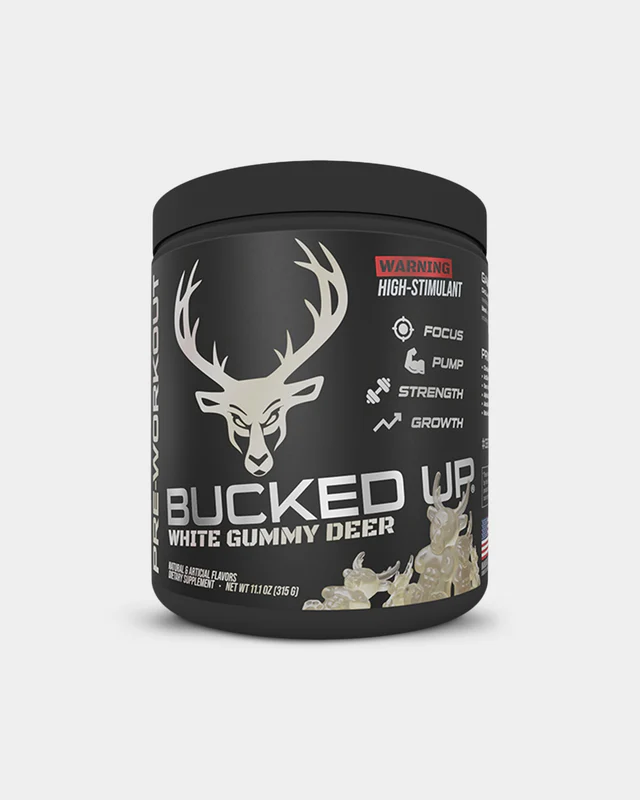 PRE-WORKOUT
WARNING
HIGH-STIMULANT
FOCUS
PUMP
STRENGTH
GROWTH
BUCKED UP®
WHITE GUMMY DEER
NATURAL & ARTICIAL FLAVORS
DIETARY SUPPLEMENT • NET WT 11.1 OZ (315 G)